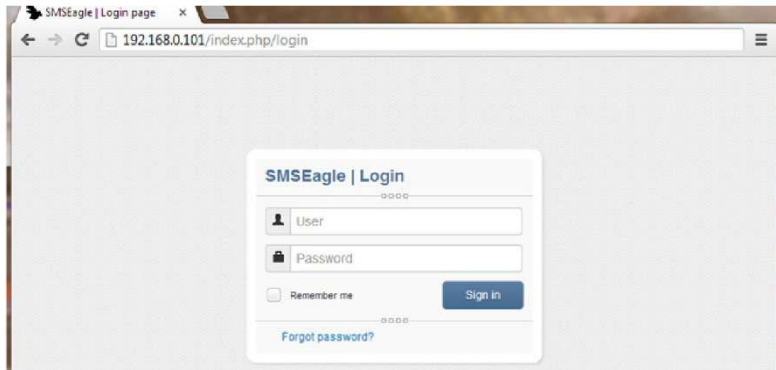 SMSEagle | Login page
192.168.0.101/index.php/login
SMSEagle | Login
User
Password
Remember me
Sign in
Forgot password?